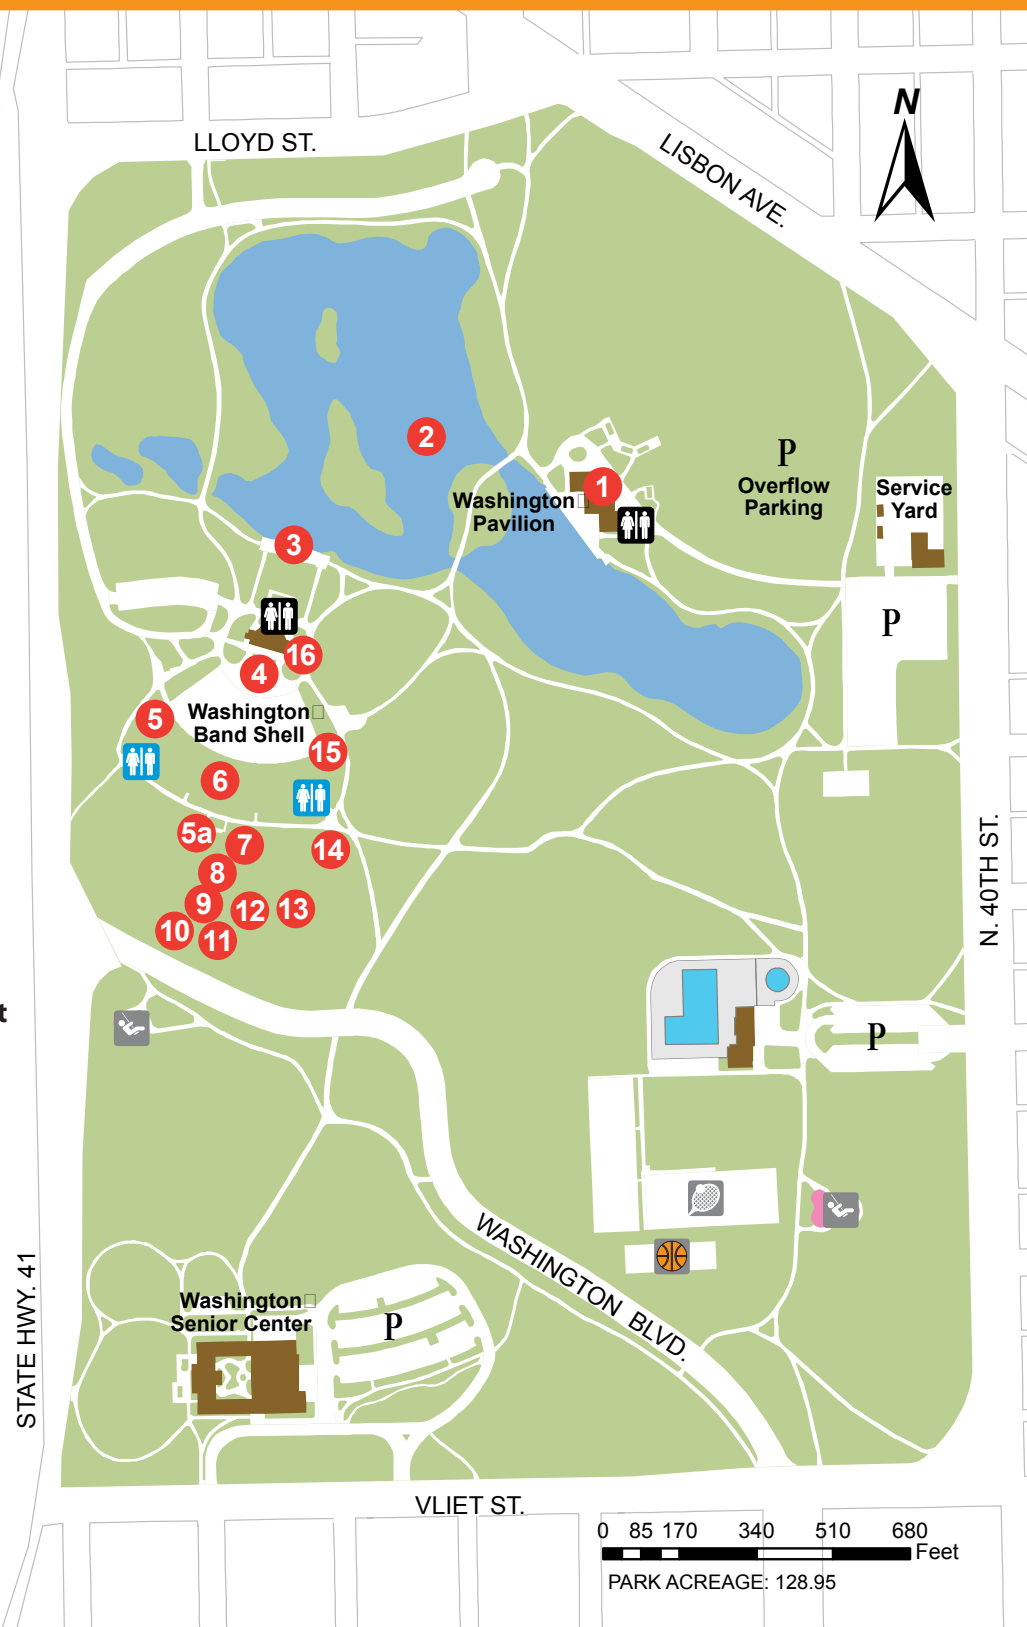 N
LLOYD ST.
LISBON AVE.
2
P
Overflow
Parking
1
Service
Yard
Washington
Pavilion
3
P
16
4
5
Washington
Band Shell
15
6
5a
7
14
8
9
12
13
10
11
N. 40TH ST.
t
P
WASHINGTON BLVD.
STATE HWY. 41
Washington
Senior Center
P
VLIET ST.
0 85 170 340 510 680
Feet
PARK ACREAGE: 128.95